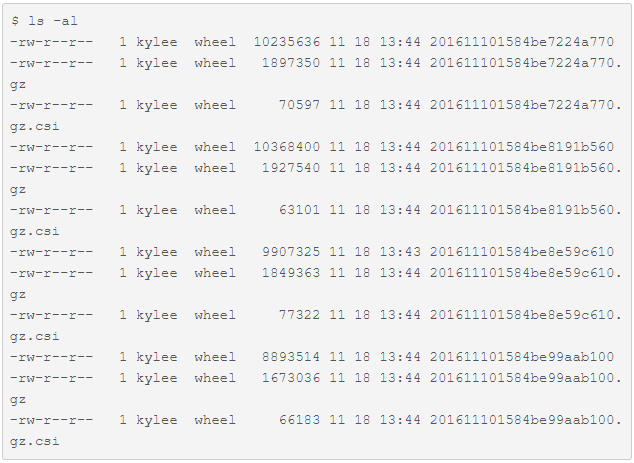 $ ls -al
-rw-r--r--   1 kylee  wheel  10235636 11 18 13:44 201611101584be7224a770
-rw-r--r--   1 kylee  wheel   1897350 11 18 13:44 201611101584be7224a770.
gz
-rw-r--r--   1 kylee  wheel     70597 11 18 13:44 201611101584be7224a770.
gz.csi
-rw-r--r--   1 kylee  wheel  10368400 11 18 13:44 201611101584be8191b560
-rw-r--r--   1 kylee  wheel   1927540 11 18 13:44 201611101584be8191b560.
gz
-rw-r--r--   1 kylee  wheel     63101 11 18 13:44 201611101584be8191b560.
gz.csi
-rw-r--r--   1 kylee  wheel   9907325 11 18 13:43 201611101584be8e59c610
-rw-r--r--   1 kylee  wheel   1849363 11 18 13:44 201611101584be8e59c610.
gz
-rw-r--r--   1 kylee  wheel     77322 11 18 13:44 201611101584be8e59c610.
gz.csi
-rw-r--r--   1 kylee  wheel   8893514 11 18 13:44 201611101584be99aab100
-rw-r--r--   1 kylee  wheel   1673036 11 18 13:44 201611101584be99aab100.
gz
-rw-r--r--   1 kylee  wheel     66183 11 18 13:44 201611101584be99aab100.
gz.csi